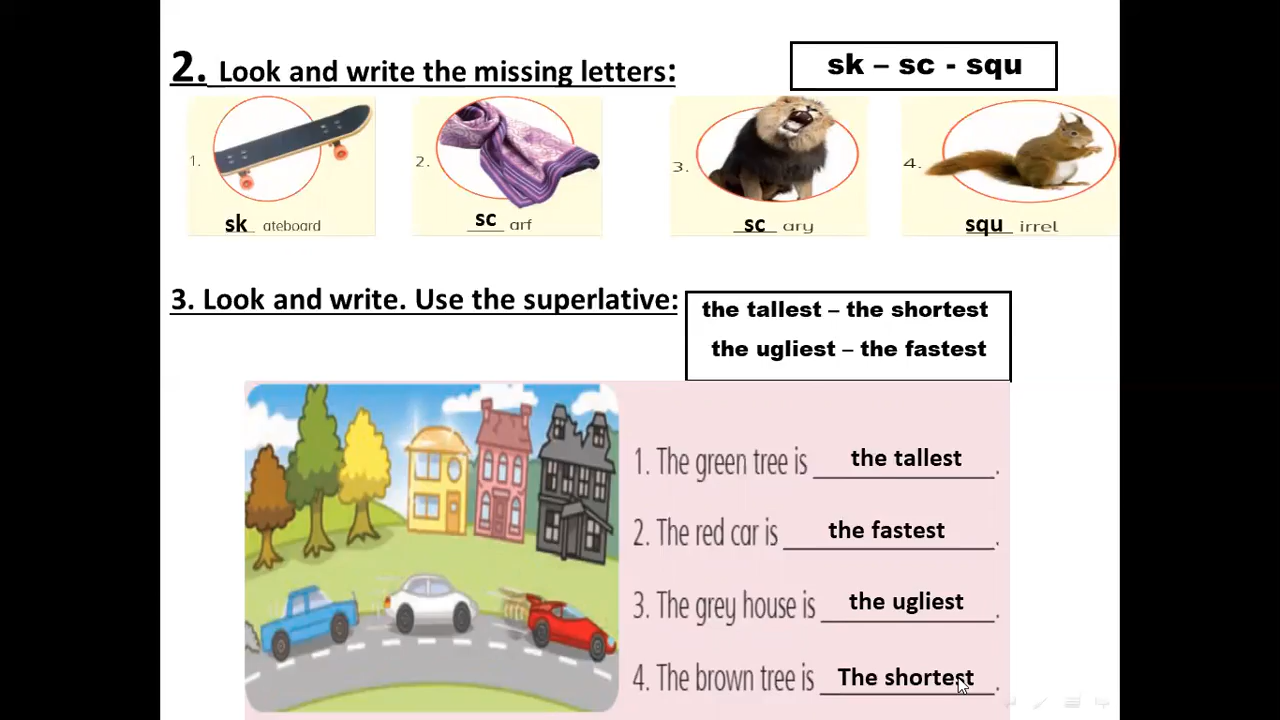 2. Look and write the missing letters:
sk – sc - squ
1.
2.
3.
4.
sk ateboard
sc arf
sc ary
squ irrel
3. Look and write. Use the superlative:
the tallest – the shortest
the ugliest – the fastest
1. The green tree is the tallest.
2. The red car is the fastest.
3. The grey house is the ugliest.
4. The brown tree is The shortest.